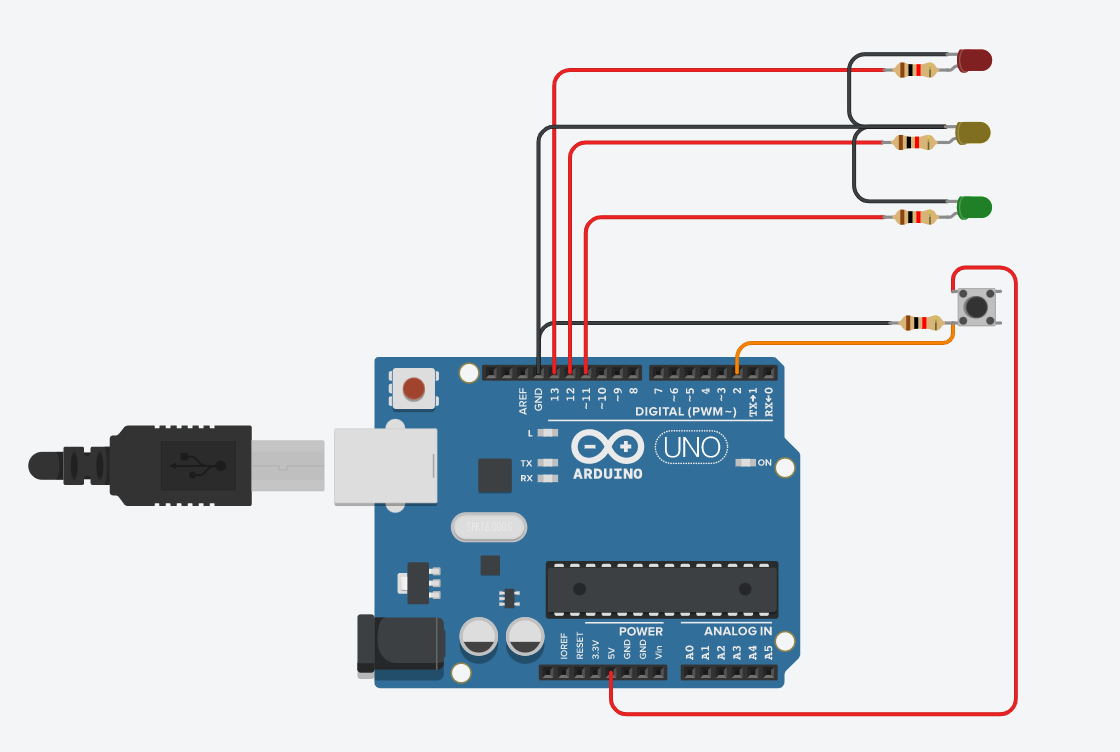 AREF
GND
13
12
~11
~10
~9
8
7
~6
~5
4
~3
2
TX→1
RX←0
DIGITAL (PWM~)
L
TX
RX
ARDUINO
UNO
ON
POWER
ANALOG IN
IOREF
RESET
3.3V
5V
GND
GND
Vin
A0
A1
A2
A3
A4
A5